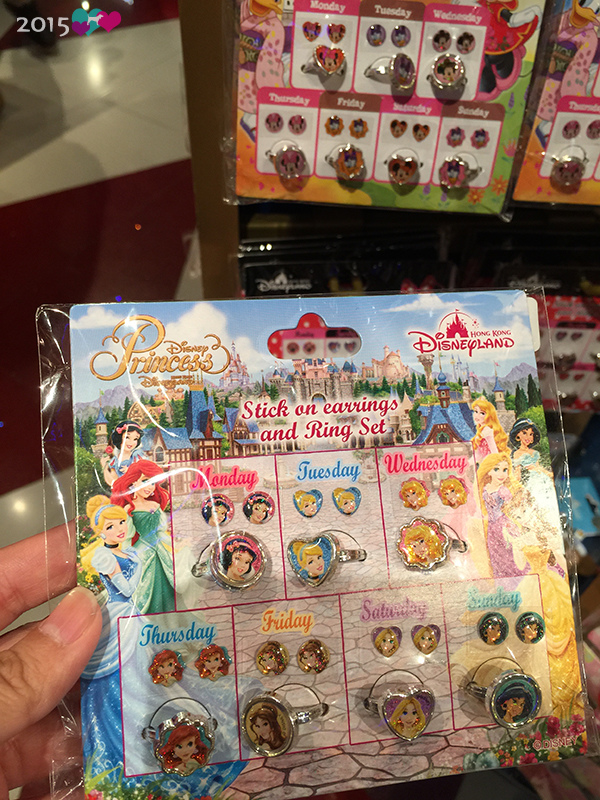 2015
Monday
Tuesday
Wednesday
Thursday
Friday
Saturday
Sunday
Disneyland
Disney
Princess
HONG KONG
DISNEYLAND
Stick on earrings
and Ring Set
Monday
Tuesday
Wednesday
Thursday
Friday
Saturday
Sunday
© DISNEY